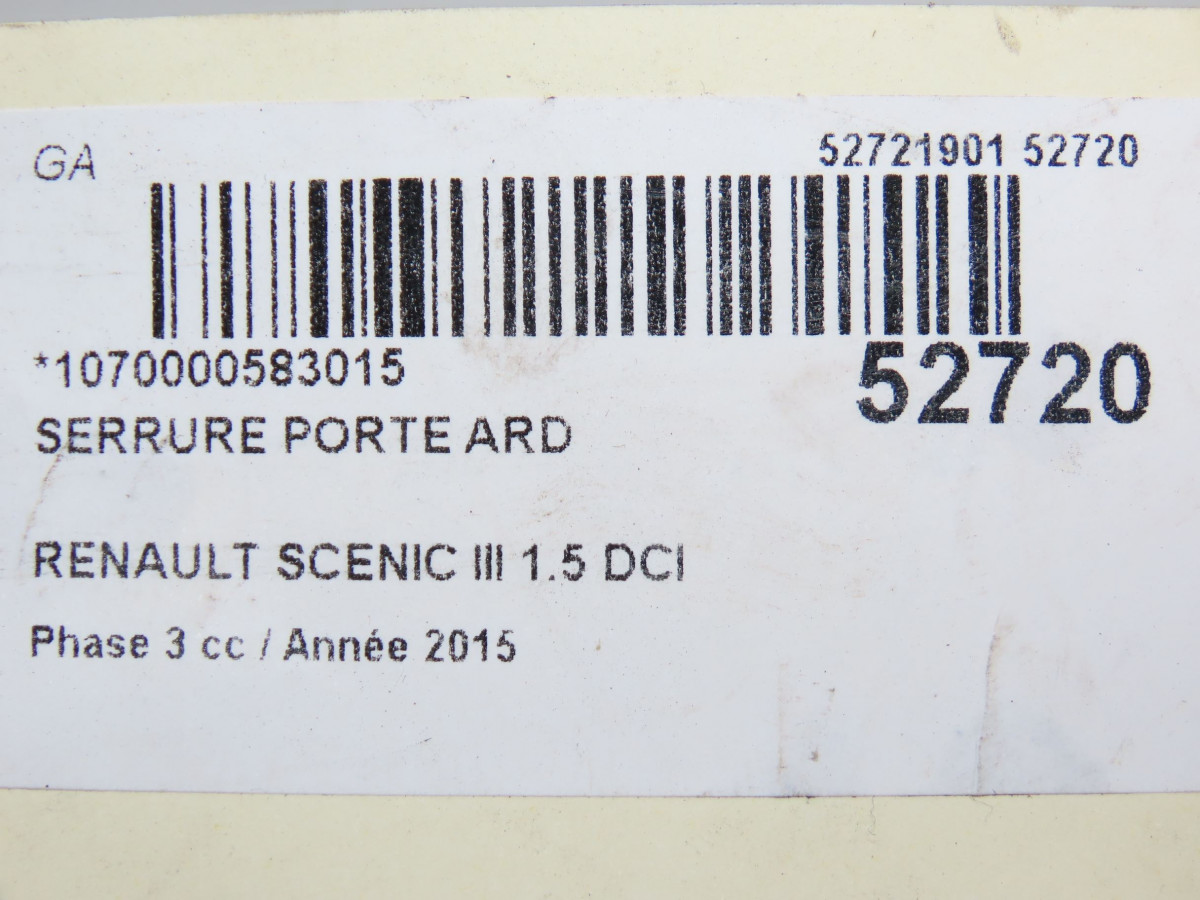 GA
52721901 52720
*1070000583015
52720
SERRURE PORTE ARD
RENAULT SCENIC III 1.5 DCI
Phase 3 cc / Année 2015